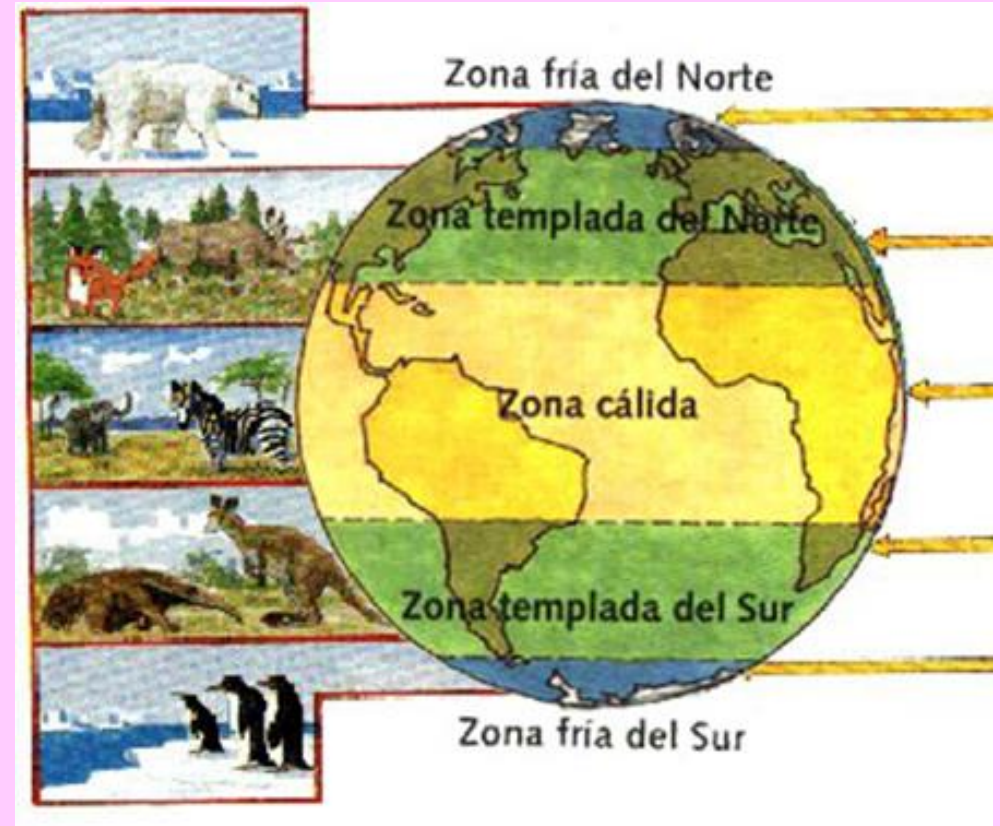 Zona fría del Norte
Zona templada del Norte
Zona cálida
Zona templada del Sur
Zona fría del Sur